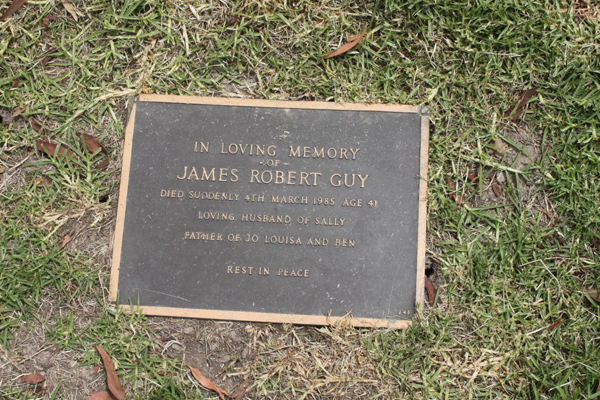 IN LOVING MEMORY
- OF -
JAMES ROBERT GUY
DIED SUDDENLY 4TH MARCH 1985 AGE 41
LOVING HUSBAND OF SALLY
FATHER OF JO LOUISA AND BEN
REST IN PEACE